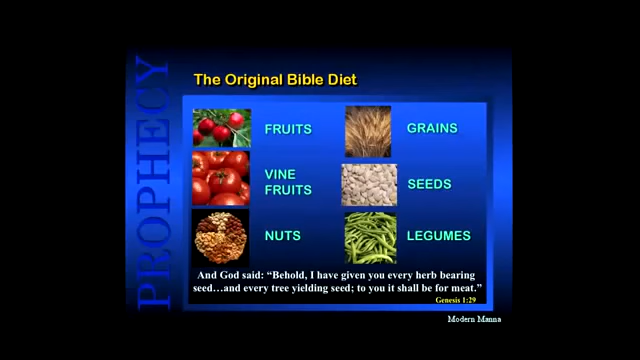 PROPHECY
The Original Bible Diet
FRUITS
GRAINS
VINE
FRUITS
SEEDS
NUTS
LEGUMES
And God said: “Behold, I have given you every herb bearing
seed…and every tree yielding seed; to you it shall be for meat.”
Genesis 1:29
Modern Manna